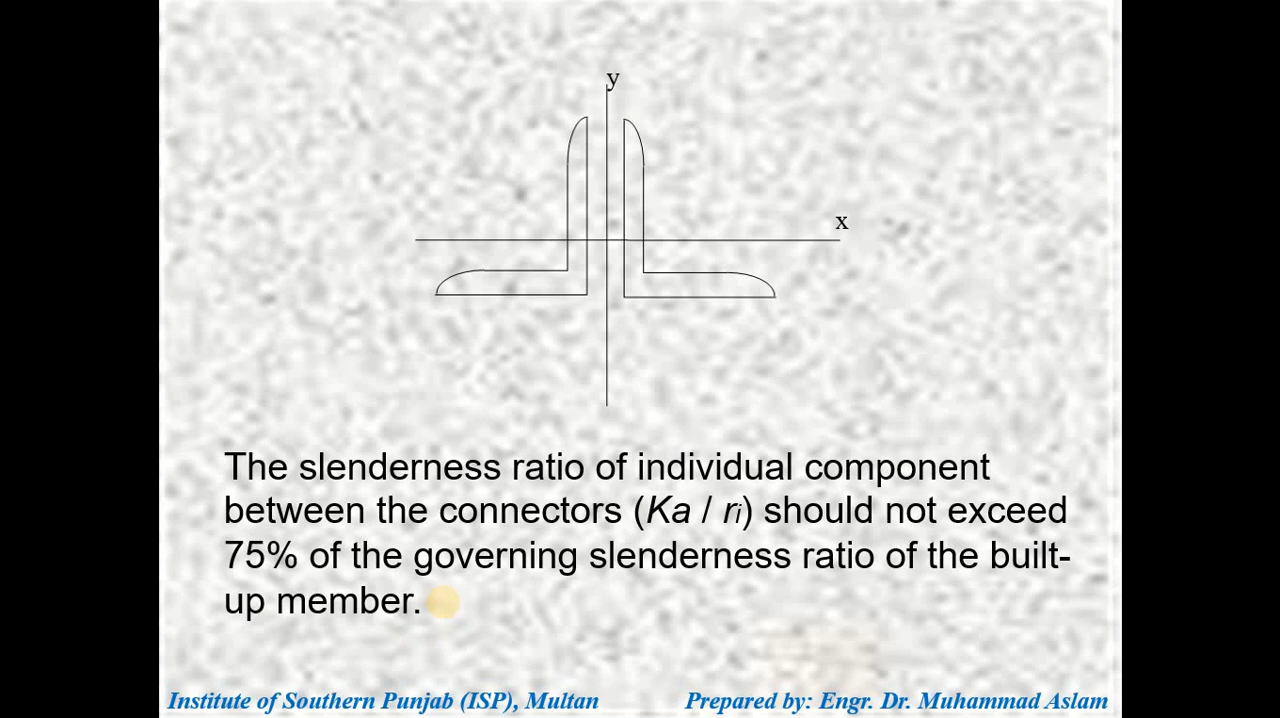 y
x
The slenderness ratio of individual component
between the connectors (Ka / ri) should not exceed
75% of the governing slenderness ratio of the built-
up member.
Institute of Southern Punjab (ISP), Multan
Prepared by: Engr. Dr. Muhammad Aslam